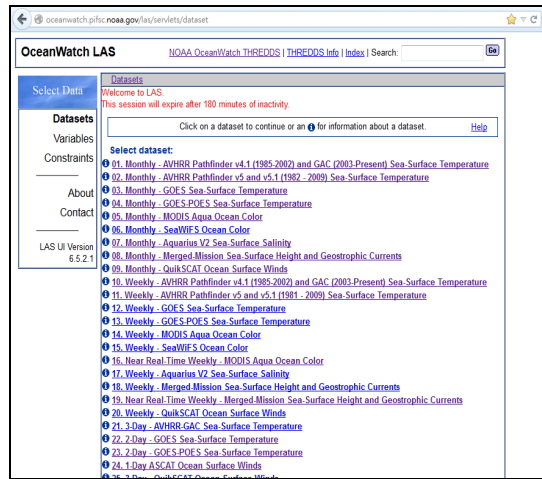 oceanwatch.pifsc.noaa.gov/las/servlets/dataset
OceanWatch LAS
NOAA OceanWatch THREDDS | THREDDS Info | Index | Search:
Go
Select Data
Datasets
Variables
Constraints
About
Contact
LAS UI Version
6.5.2.1
Datasets
Welcome to LAS.
This session will expire after 180 minutes of inactivity.
Click on a dataset to continue or an i for information about a dataset. Help
Select dataset:
01. Monthly - AVHRR Pathfinder v4.1 (1985-2002) and GAC (2003-Present) Sea-Surface Temperature
02. Monthly - AVHRR Pathfinder v5 and v5.1 (1982 - 2009) Sea-Surface Temperature
03. Monthly - GOES Sea-Surface Temperature
04. Monthly - GOES-POES Sea-Surface Temperature
05. Monthly - MODIS Aqua Ocean Color
06. Monthly - SeaWiFS Ocean Color
07. Monthly - Aquarius V2 Sea-Surface Salinity
08. Monthly - Merged-Mission Sea-Surface Height and Geostrophic Currents
09. Monthly - QuikSCAT Ocean Surface Winds
10. Weekly - AVHRR Pathfinder v4.1 (1985-2002) and GAC (2003-Present) Sea-Surface Temperature
11. Weekly - AVHRR Pathfinder v5 and v5.1 (1981 - 2009) Sea-Surface Temperature
12. Weekly - GOES Sea-Surface Temperature
13. Weekly - GOES-POES Sea-Surface Temperature
14. Weekly - MODIS Aqua Ocean Color
15. Weekly - SeaWiFS Ocean Color
16. Near Real-Time Weekly - MODIS Aqua Ocean Color
17. Weekly - Aquarius V2 Sea-Surface Salinity
18. Weekly - Merged-Mission Sea-Surface Height and Geostrophic Currents
19. Near Real-Time Weekly - Merged-Mission Sea-Surface Height and Geostrophic Currents
20. Weekly - QuikSCAT Ocean Surface Winds
21. 3-Day - AVHRR-GAC Sea-Surface Temperature
22. 2-Day - GOES Sea-Surface Temperature
23. 2-Day - GOES-POES Sea-Surface Temperature
24. 1-Day ASCAT Ocean Surface Winds
QuikSCAT Ocean Surface Winds